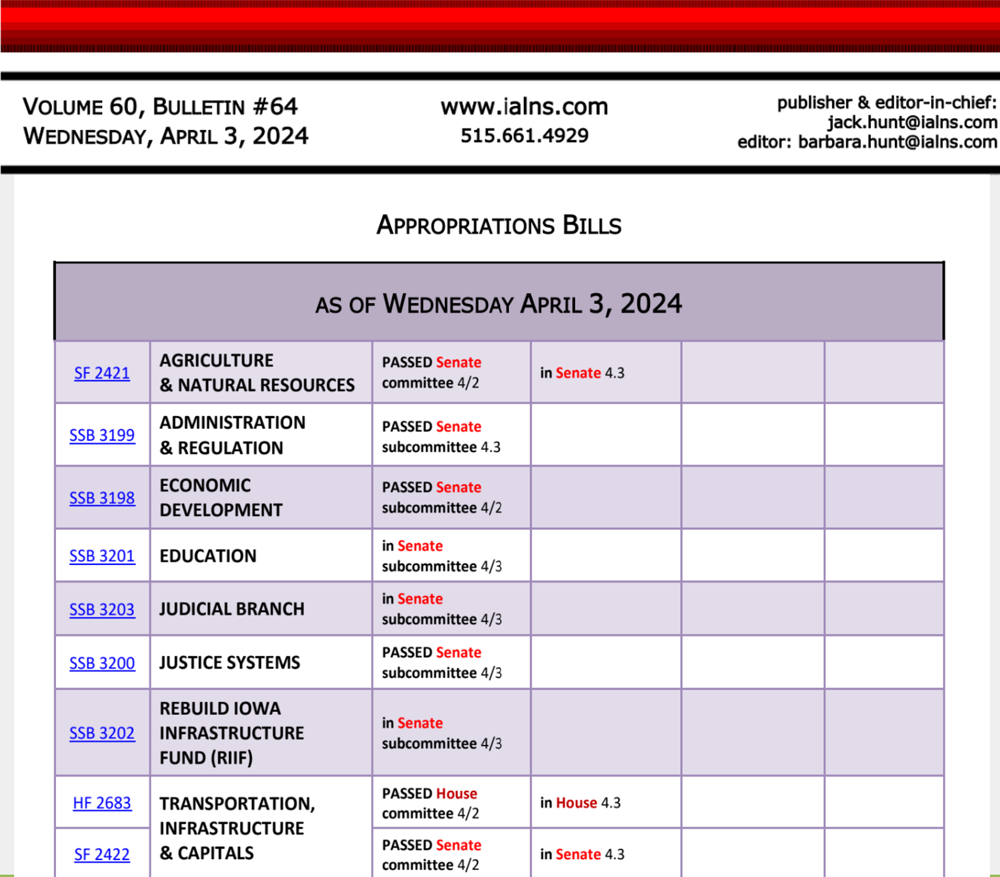 VOLUME 60, BULLETIN #64
WEDNESDAY, APRIL 3, 2024
www.ialns.com
515.661.4929
publisher & editor-in-chief:
jack.hunt@ialns.com
editor: barbara.hunt@ialns.com
APPROPRIATIONS BILLS
AS OF WEDNESDAY APRIL 3, 2024
SF 2421
AGRICULTURE
& NATURAL RESOURCES
PASSED Senate
committee 4/2
in Senate 4.3
SSB 3199
ADMINISTRATION
& REGULATION
PASSED Senate
subcommittee 4.3
SSB 3198
ECONOMIC
DEVELOPMENT
PASSED Senate
subcommittee 4/2
SSB 3201
EDUCATION
in Senate
subcommittee 4/3
SSB 3203
JUDICIAL BRANCH
in Senate
subcommittee 4/3
SSB 3200
JUSTICE SYSTEMS
PASSED Senate
subcommittee 4/3
SSB 3202
REBUILD IOWA
INFRASTRUCTURE
FUND (RIIF)
in Senate
subcommittee 4/3
HF 2683
TRANSPORTATION,
INFRASTRUCTURE
& CAPITALS
PASSED House
committee 4/2
in House 4.3
SF 2422
PASSED Senate
committee 4/2
in Senate 4.3